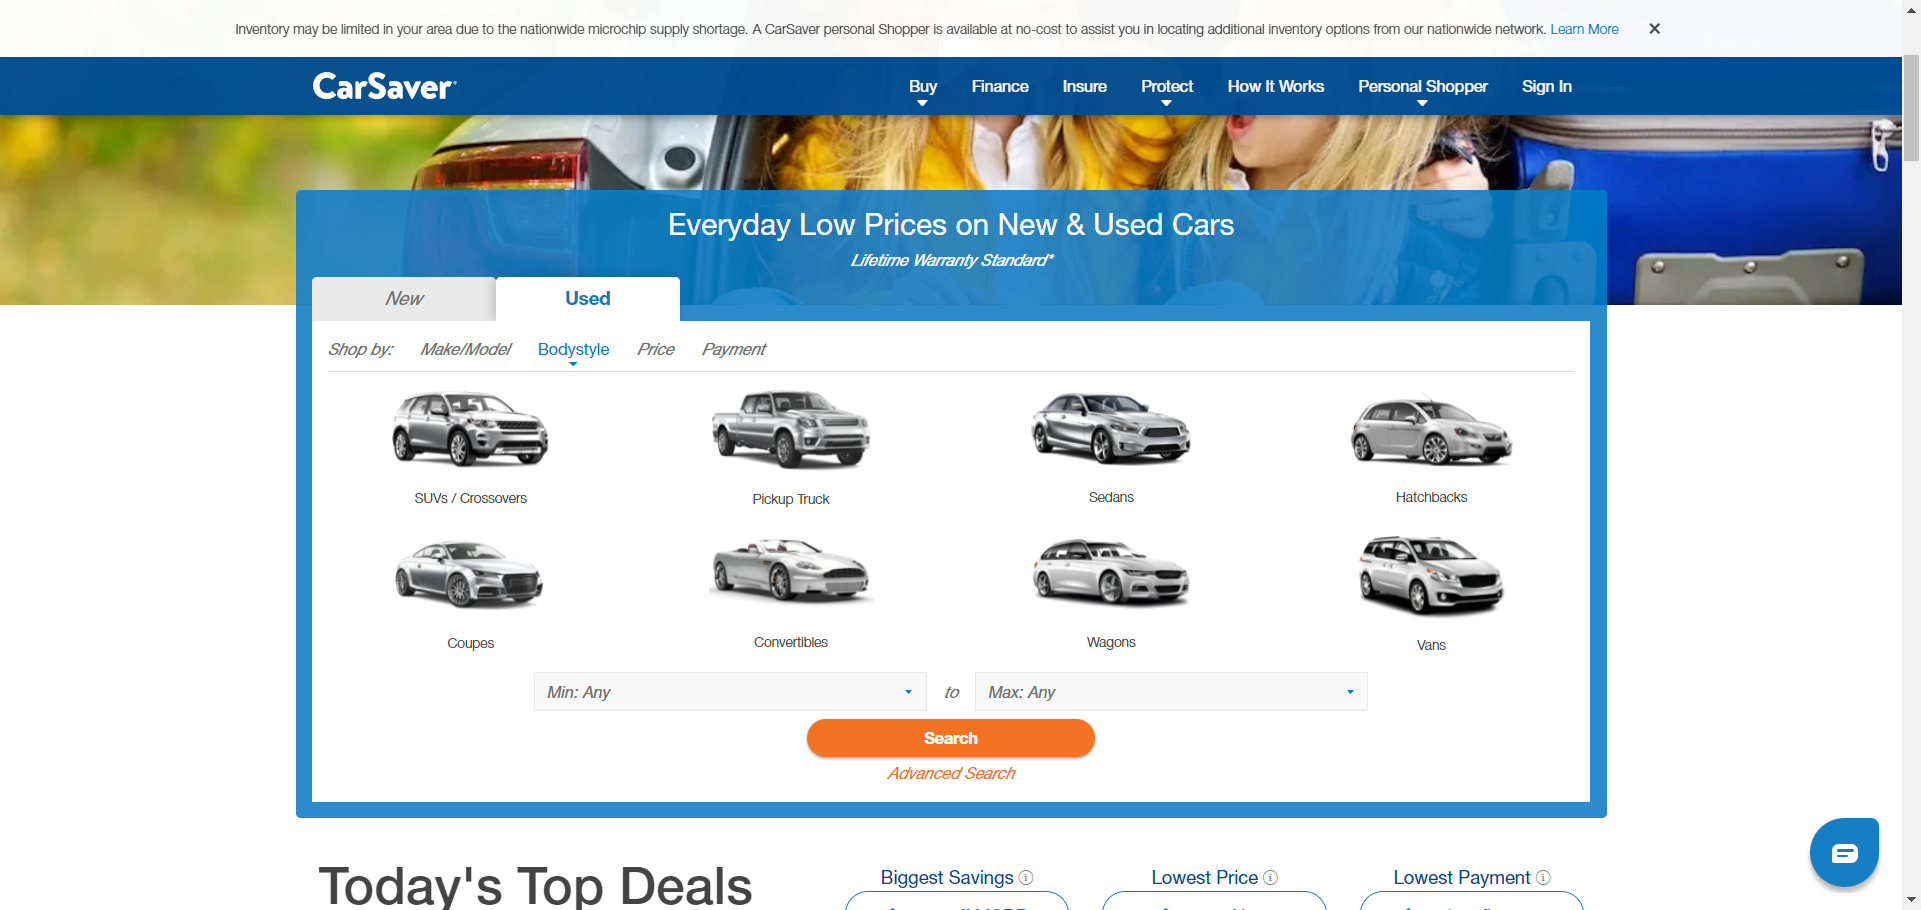 Inventory may be limited in your area due to the nationwide microchip supply shortage. A CarSaver personal Shopper is available at no-cost to assist you in locating additional inventory options from our nationwide network. Learn More
CarSaver
Buy Finance Insure Protect How It Works Personal Shopper Sign In
Everyday Low Prices on New & Used Cars
Lifetime Warranty Standard*
New Used
Shop by: Make/Model Bodystyle Price Payment
SUVs / Crossovers Pickup Truck Sedans Hatchbacks
Coupes Convertibles Wagons Vans
Min: Any to Max: Any
Search
Advanced Search
Today's Top Deals
Biggest Savings Lowest Price Lowest Payment